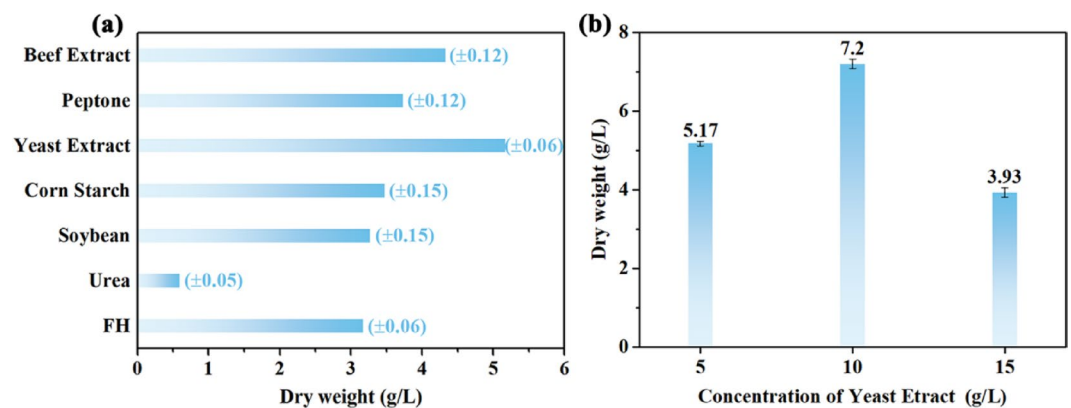 (a)
Beef Extract
(±0.12)
Peptone
(±0.12)
Yeast Extract
(±0.06)
Corn Starch
(±0.15)
Soybean
(±0.15)
Urea
(±0.05)
FH
(±0.06)
0 1 2 3 4 5 6
Dry weight (g/L)
(b)
8
6
4
2
0
Dry weight (g/L)
5.17
7.2
3.93
5 10 15
Concentration of Yeast Etract (g/L)